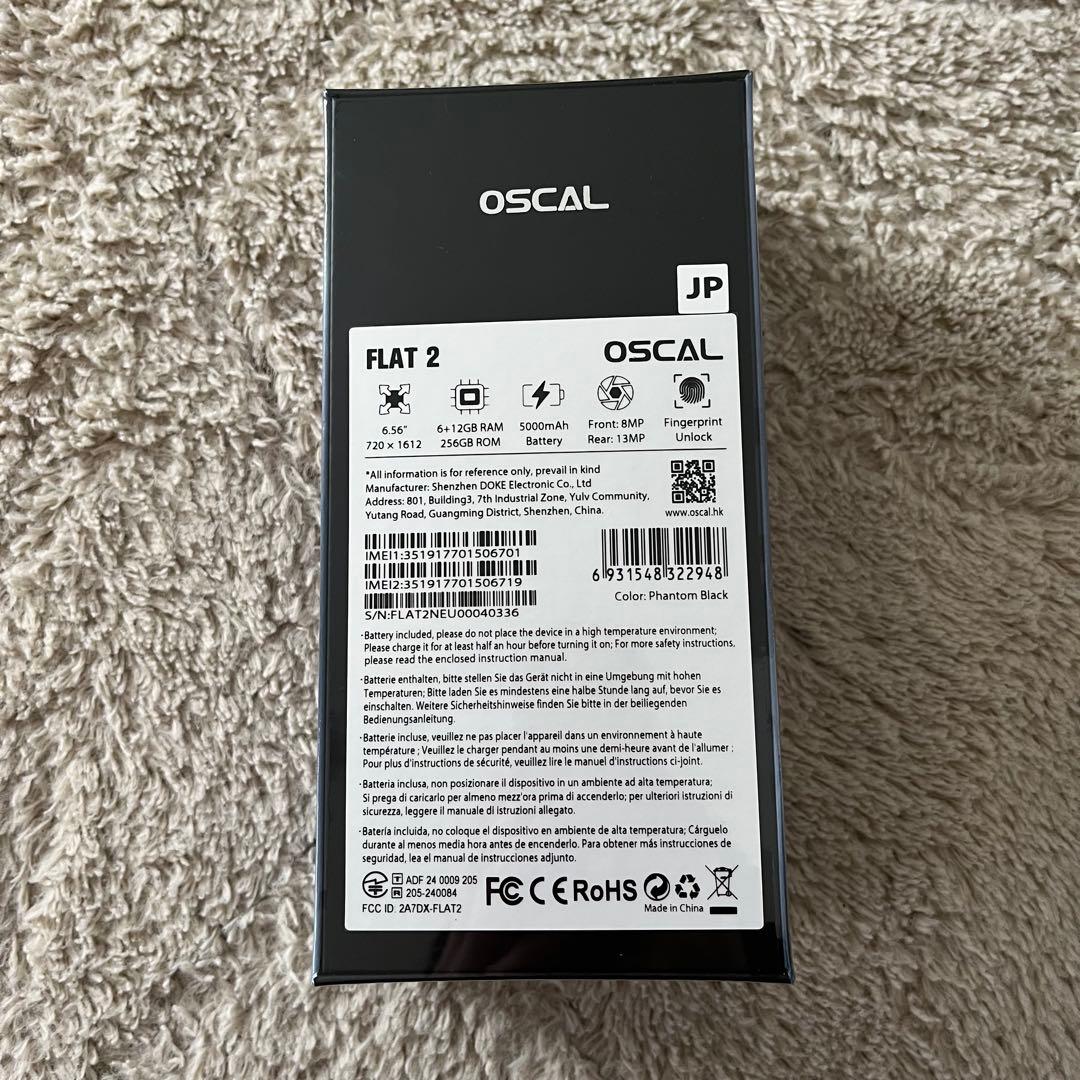 OSCAL
JP
FLAT 2
OSCAL
6.56"
720 × 1612
6+12GB RAM
256GB ROM
5000mAh
Battery
Front: 8MP
Rear: 13MP
Fingerprint
Unlock
*All information is for reference only, prevail in kind
Manufacturer: Shenzhen DOKE Electronic Co., Ltd
Address: 801, Building3, 7th Industrial Zone, Yulv Community,
Yutang Road, Guangming District, Shenzhen, China.
www.oscal.hk
IMEI1:351917701506701
IMEI2:351917701506719
S/N:FLAT2NEU00040336
6 931548 322948
Color: Phantom Black
·Battery included, please do not place the device in a high temperature environment;
Please charge it for at least half an hour before turning it on; For more safety instructions,
please read the enclosed instruction manual.
·Batterie enthalten, bitte stellen Sie das Gerät nicht in eine Umgebung mit hohen
Temperaturen; Bitte laden Sie es mindestens eine halbe Stunde lang auf, bevor Sie es
einschalten. Weitere Sicherheitshinweise finden Sie bitte in der beiliegenden
Bedienungsanleitung.
·Batterie incluse, veuillez ne pas placer l'appareil dans un environnement à haute
température ; Veuillez le charger pendant au moins une demi-heure avant de l'allumer ;
Pour plus d'instructions de sécurité, veuillez lire le manuel d'instructions ci-joint.
·Batteria inclusa, non posizionare il dispositivo in un ambiente ad alta temperatura;
Si prega di caricarlo per almeno mezz'ora prima di accenderlo; per ulteriori istruzioni di
sicurezza, leggere il manuale di istruzioni allegato.
·Batería incluida, no coloque el dispositivo en ambiente de alta temperatura; Cárguelo
durante al menos media hora antes de encenderlo. Para obtener más instrucciones de
seguridad, lea el manual de instrucciones adjunto.
T ADF 24 0009 205
R 205-240084
FCC ID: 2A7DX-FLAT2
FC CE RoHS
Made in China